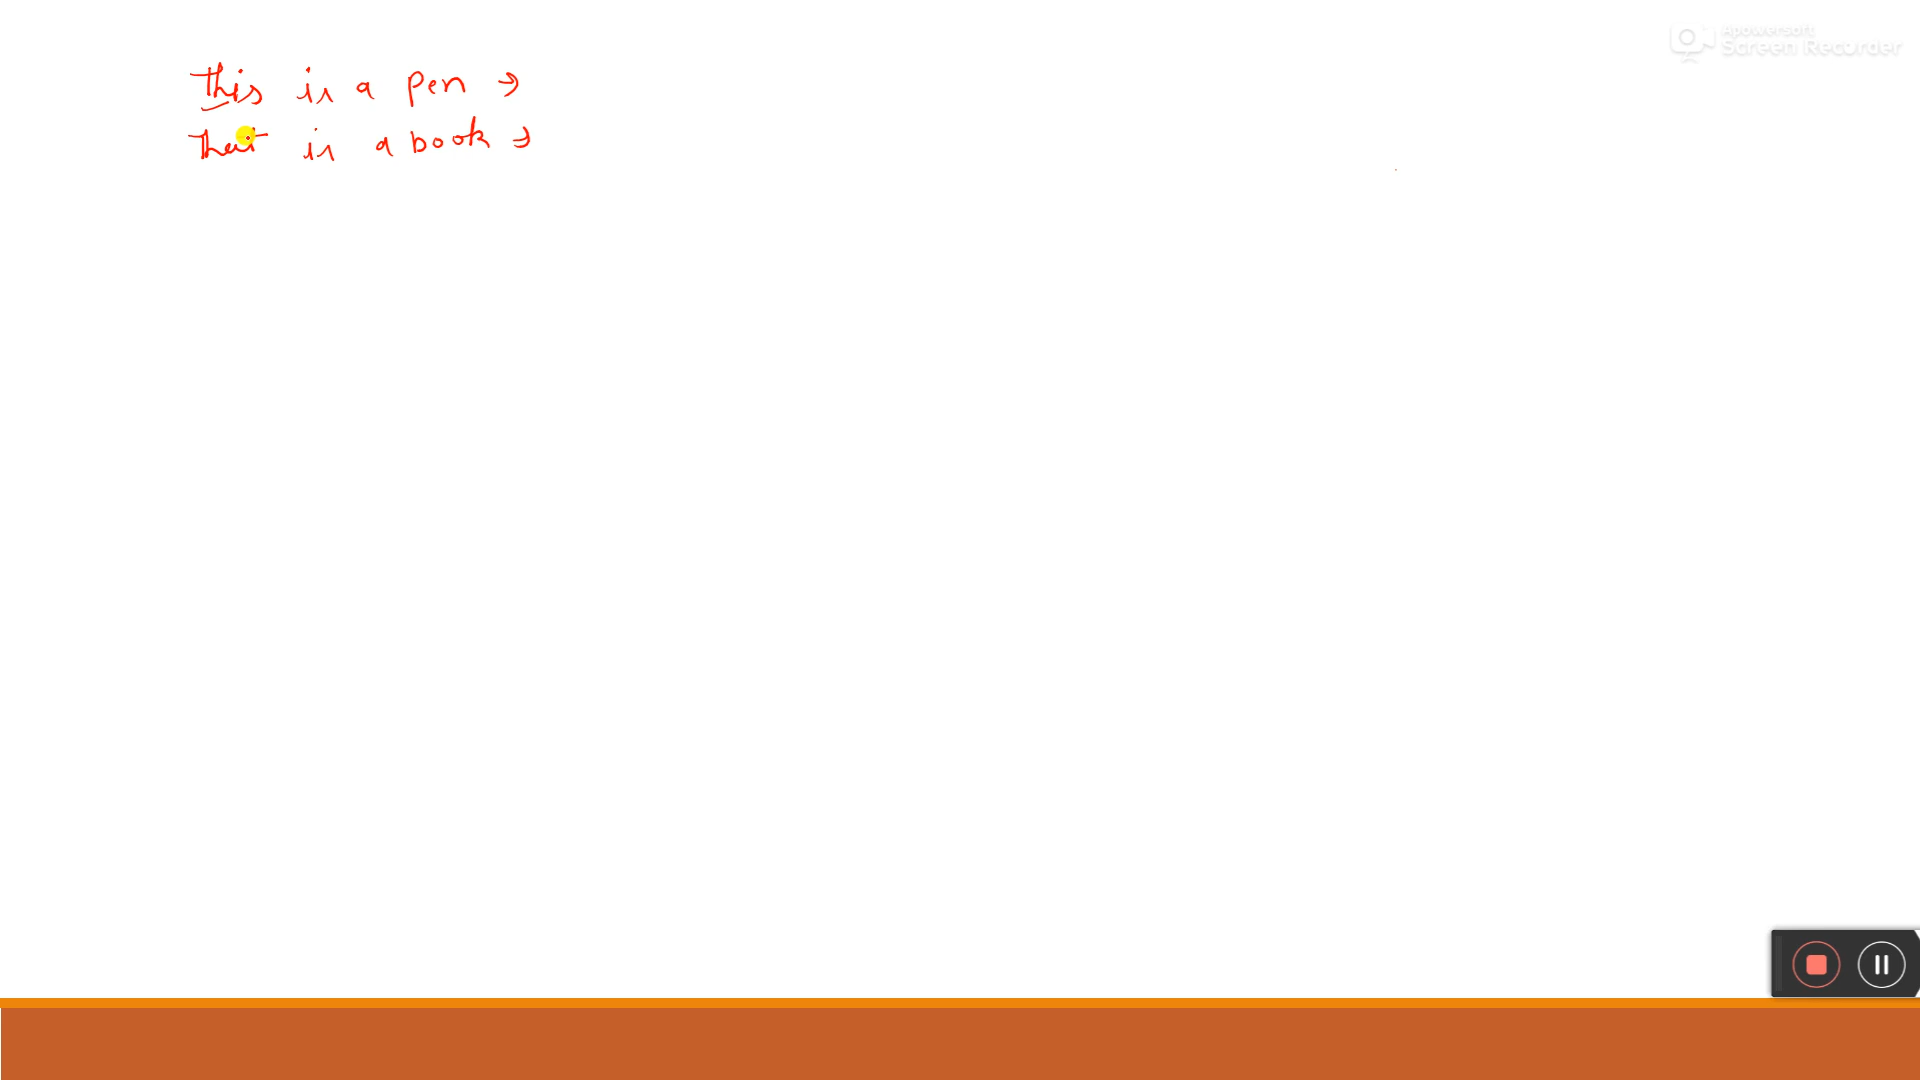 Apowersoft
Screen Recorder
This is a pen →
That is a book →